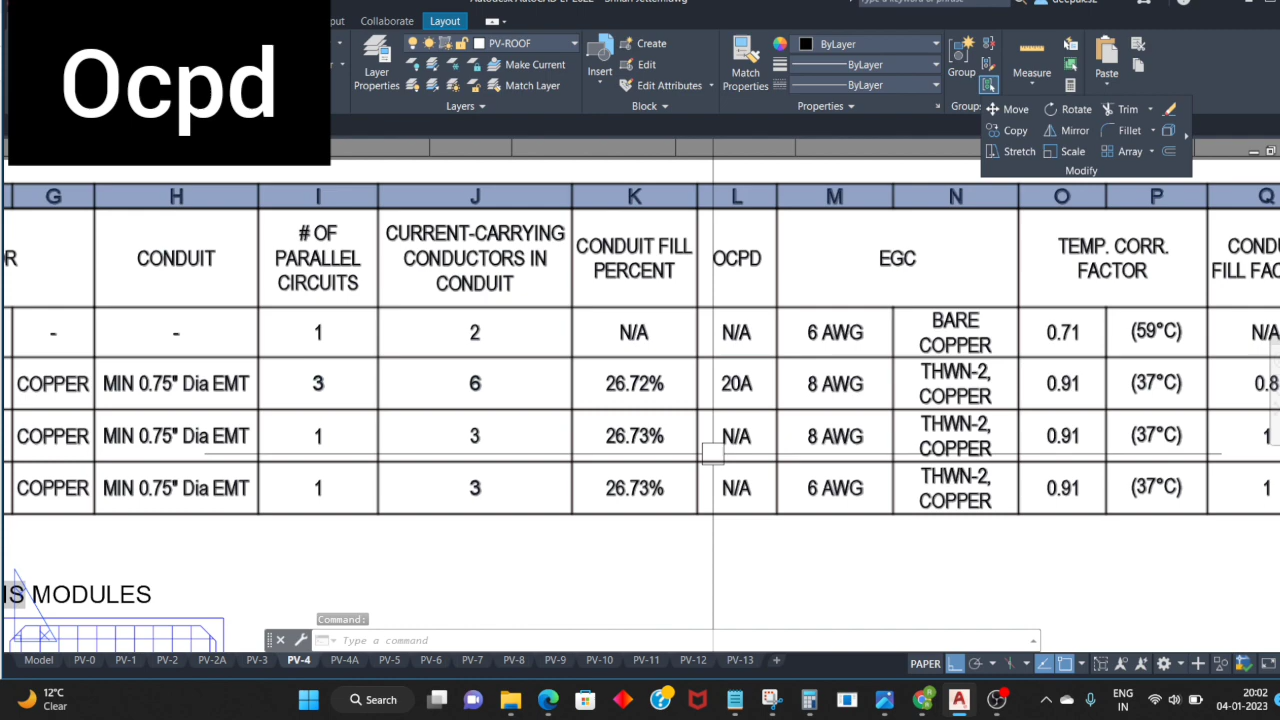 Ocpd
Collaborate
Layout
PV-ROOF
Create
Edit
Edit Attributes
Make Current
Match Layer
Layer
Properties
Insert
Match
Properties
ByLayer
ByLayer
ByLayer
Group
Measure
Paste
Layers
Block
Properties
Move
Rotate
Trim
Copy
Mirror
Fillet
Stretch
Scale
Array
Modify
G H I J K L M N O P Q
R
CONDUIT
# OF
PARALLEL
CIRCUITS
CURRENT-CARRYING
CONDUCTORS IN
CONDUIT
CONDUIT FILL
PERCENT
OCPD
EGC
TEMP. CORR.
FACTOR
- - 1 2 N/A N/A 6 AWG BARE COPPER 0.71 (59°C) N/A
COPPER MIN 0.75" Dia EMT 3 6 26.72% 20A 8 AWG THWN-2, COPPER 0.91 (37°C) 0.8
COPPER MIN 0.75" Dia EMT 1 3 26.73% N/A 8 AWG THWN-2, COPPER 0.91 (37°C) 1
COPPER MIN 0.75" Dia EMT 1 3 26.73% N/A 6 AWG THWN-2, COPPER 0.91 (37°C) 1
IS MODULES
Command:
Type a command
Model PV-0 PV-1 PV-2 PV-2A PV-3 PV-4 PV-4A PV-5 PV-6 PV-7 PV-8 PV-9 PV-10 PV-11 PV-12 PV-13 +
PAPER
12°C
Clear
Search
ENG
IN
20:02
04-01-2023